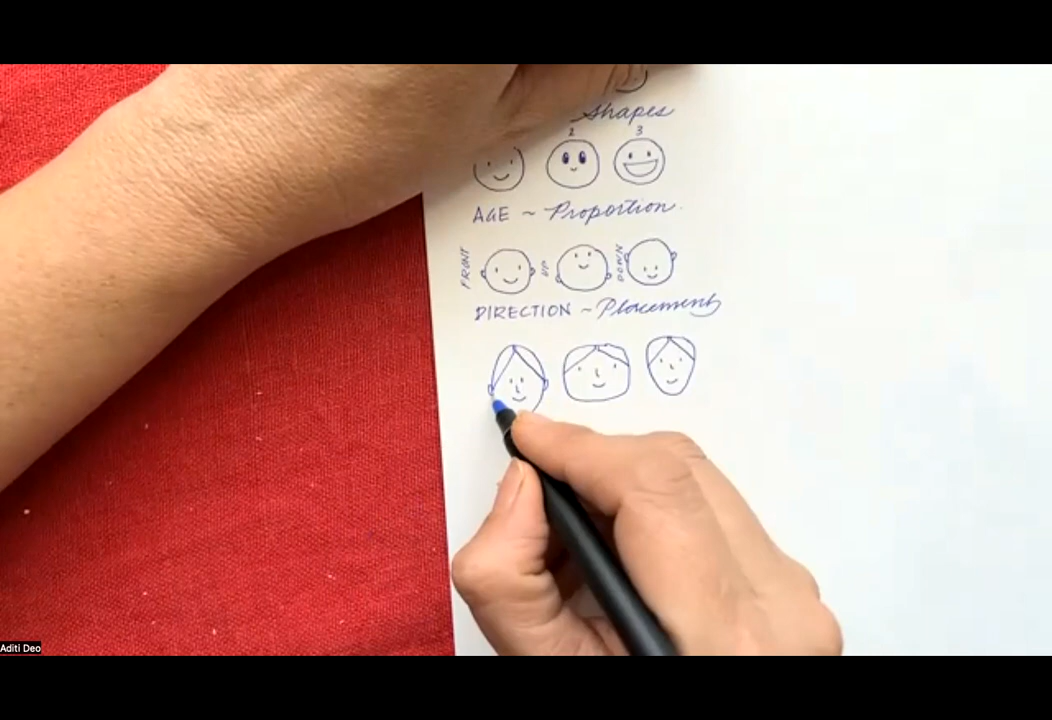 Shapes
2 3
AGE ~ Proportion.
FRONT UP DOWN
DIRECTION ~ Placement
Aditi Deo